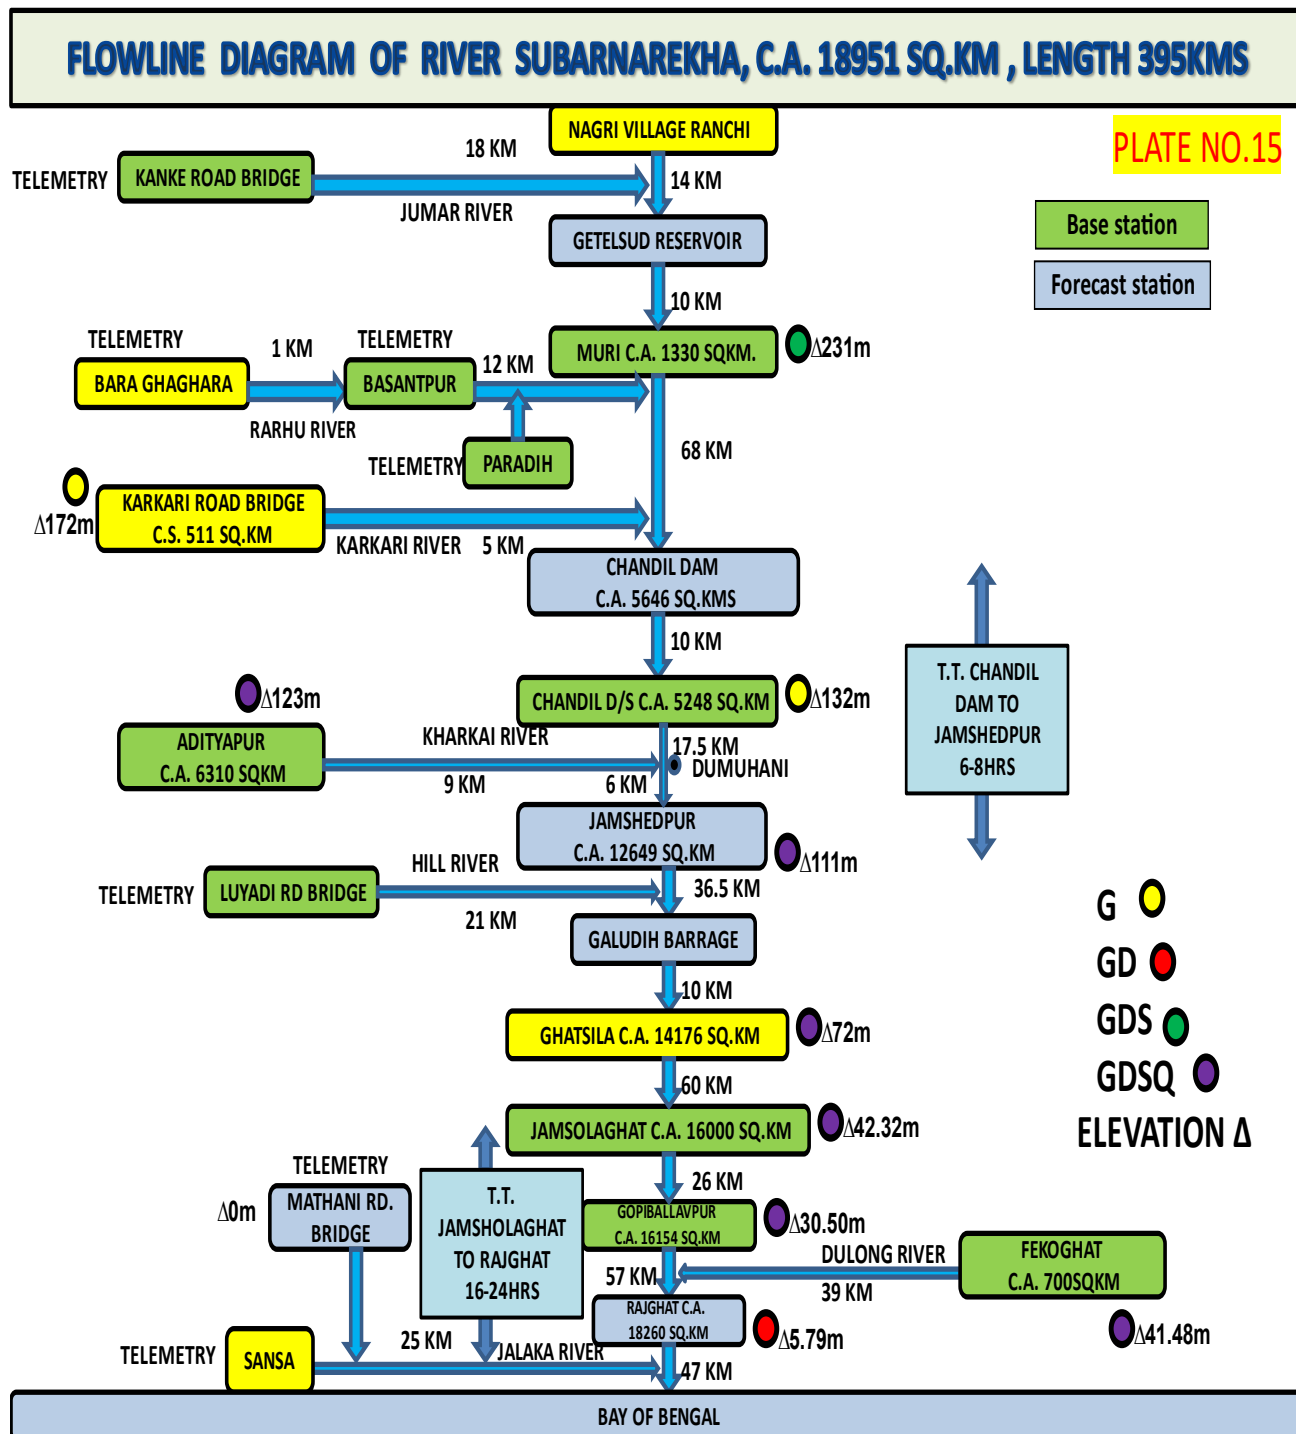 FLOWLINE DIAGRAM OF RIVER SUBARNAREKHA, C.A. 18951 SQ.KM , LENGTH 395KMS
NAGRI VILLAGE RANCHI
PLATE NO.15
18 KM
TELEMETRY
KANKE ROAD BRIDGE
14 KM
JUMAR RIVER
Base station
GETELSUD RESERVOIR
Forecast station
10 KM
TELEMETRY
1 KM
TELEMETRY
12 KM
MURI C.A. 1330 SQKM.
Δ231m
BARA GHAGHARA
BASANTPUR
RARHU RIVER
68 KM
TELEMETRY
PARADIH
Δ172m
KARKARI ROAD BRIDGE
C.S. 511 SQ.KM
KARKARI RIVER
5 KM
CHANDIL DAM
C.A. 5646 SQ.KMS
10 KM
T.T. CHANDIL
DAM TO
JAMSHEDPUR
6-8HRS
Δ123m
CHANDIL D/S C.A. 5248 SQ.KM
Δ132m
ADITYAPUR
C.A. 6310 SQKM
KHARKAI RIVER
17.5 KM
DUMUHANI
9 KM
6 KM
JAMSHEDPUR
C.A. 12649 SQ.KM
Δ111m
HILL RIVER
TELEMETRY
LUYADI RD BRIDGE
36.5 KM
21 KM
G
GALUDIH BARRAGE
GD
10 KM
GDS
GHATSILA C.A. 14176 SQ.KM
Δ72m
GDSQ
60 KM
JAMSOLAGHAT C.A. 16000 SQ.KM
Δ42.32m
ELEVATION Δ
TELEMETRY
26 KM
Δ0m
MATHANI RD.
BRIDGE
T.T.
JAMSHOLAGHAT
TO RAJGHAT
16-24HRS
GOPIBALLAVPUR
C.A. 16154 SQ.KM
Δ30.50m
DULONG RIVER
FEKOGHAT
C.A. 700SQKM
57 KM
39 KM
RAJGHAT C.A.
18260 SQ.KM
Δ5.79m
Δ41.48m
TELEMETRY
SANSA
25 KM
JALAKA RIVER
47 KM
BAY OF BENGAL